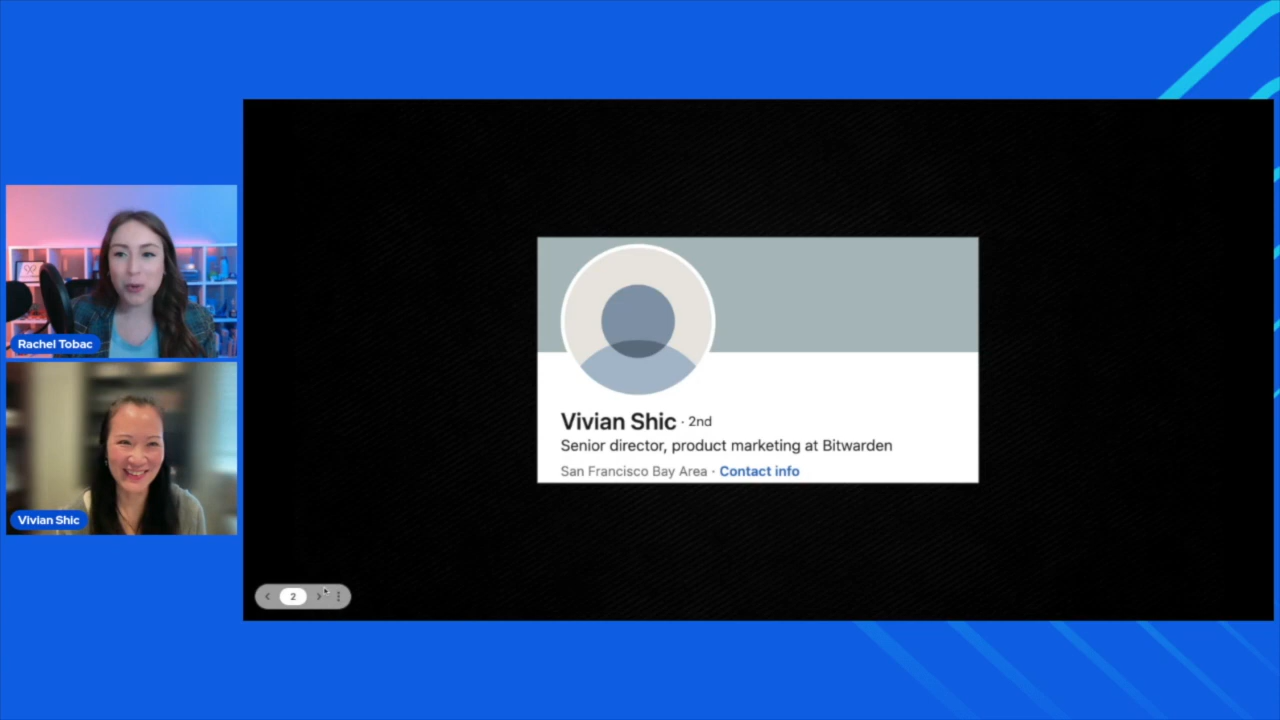 Rachel Tobac
Vivian Shic
Vivian Shic · 2nd
Senior director, product marketing at Bitwarden
San Francisco Bay Area · Contact info
2